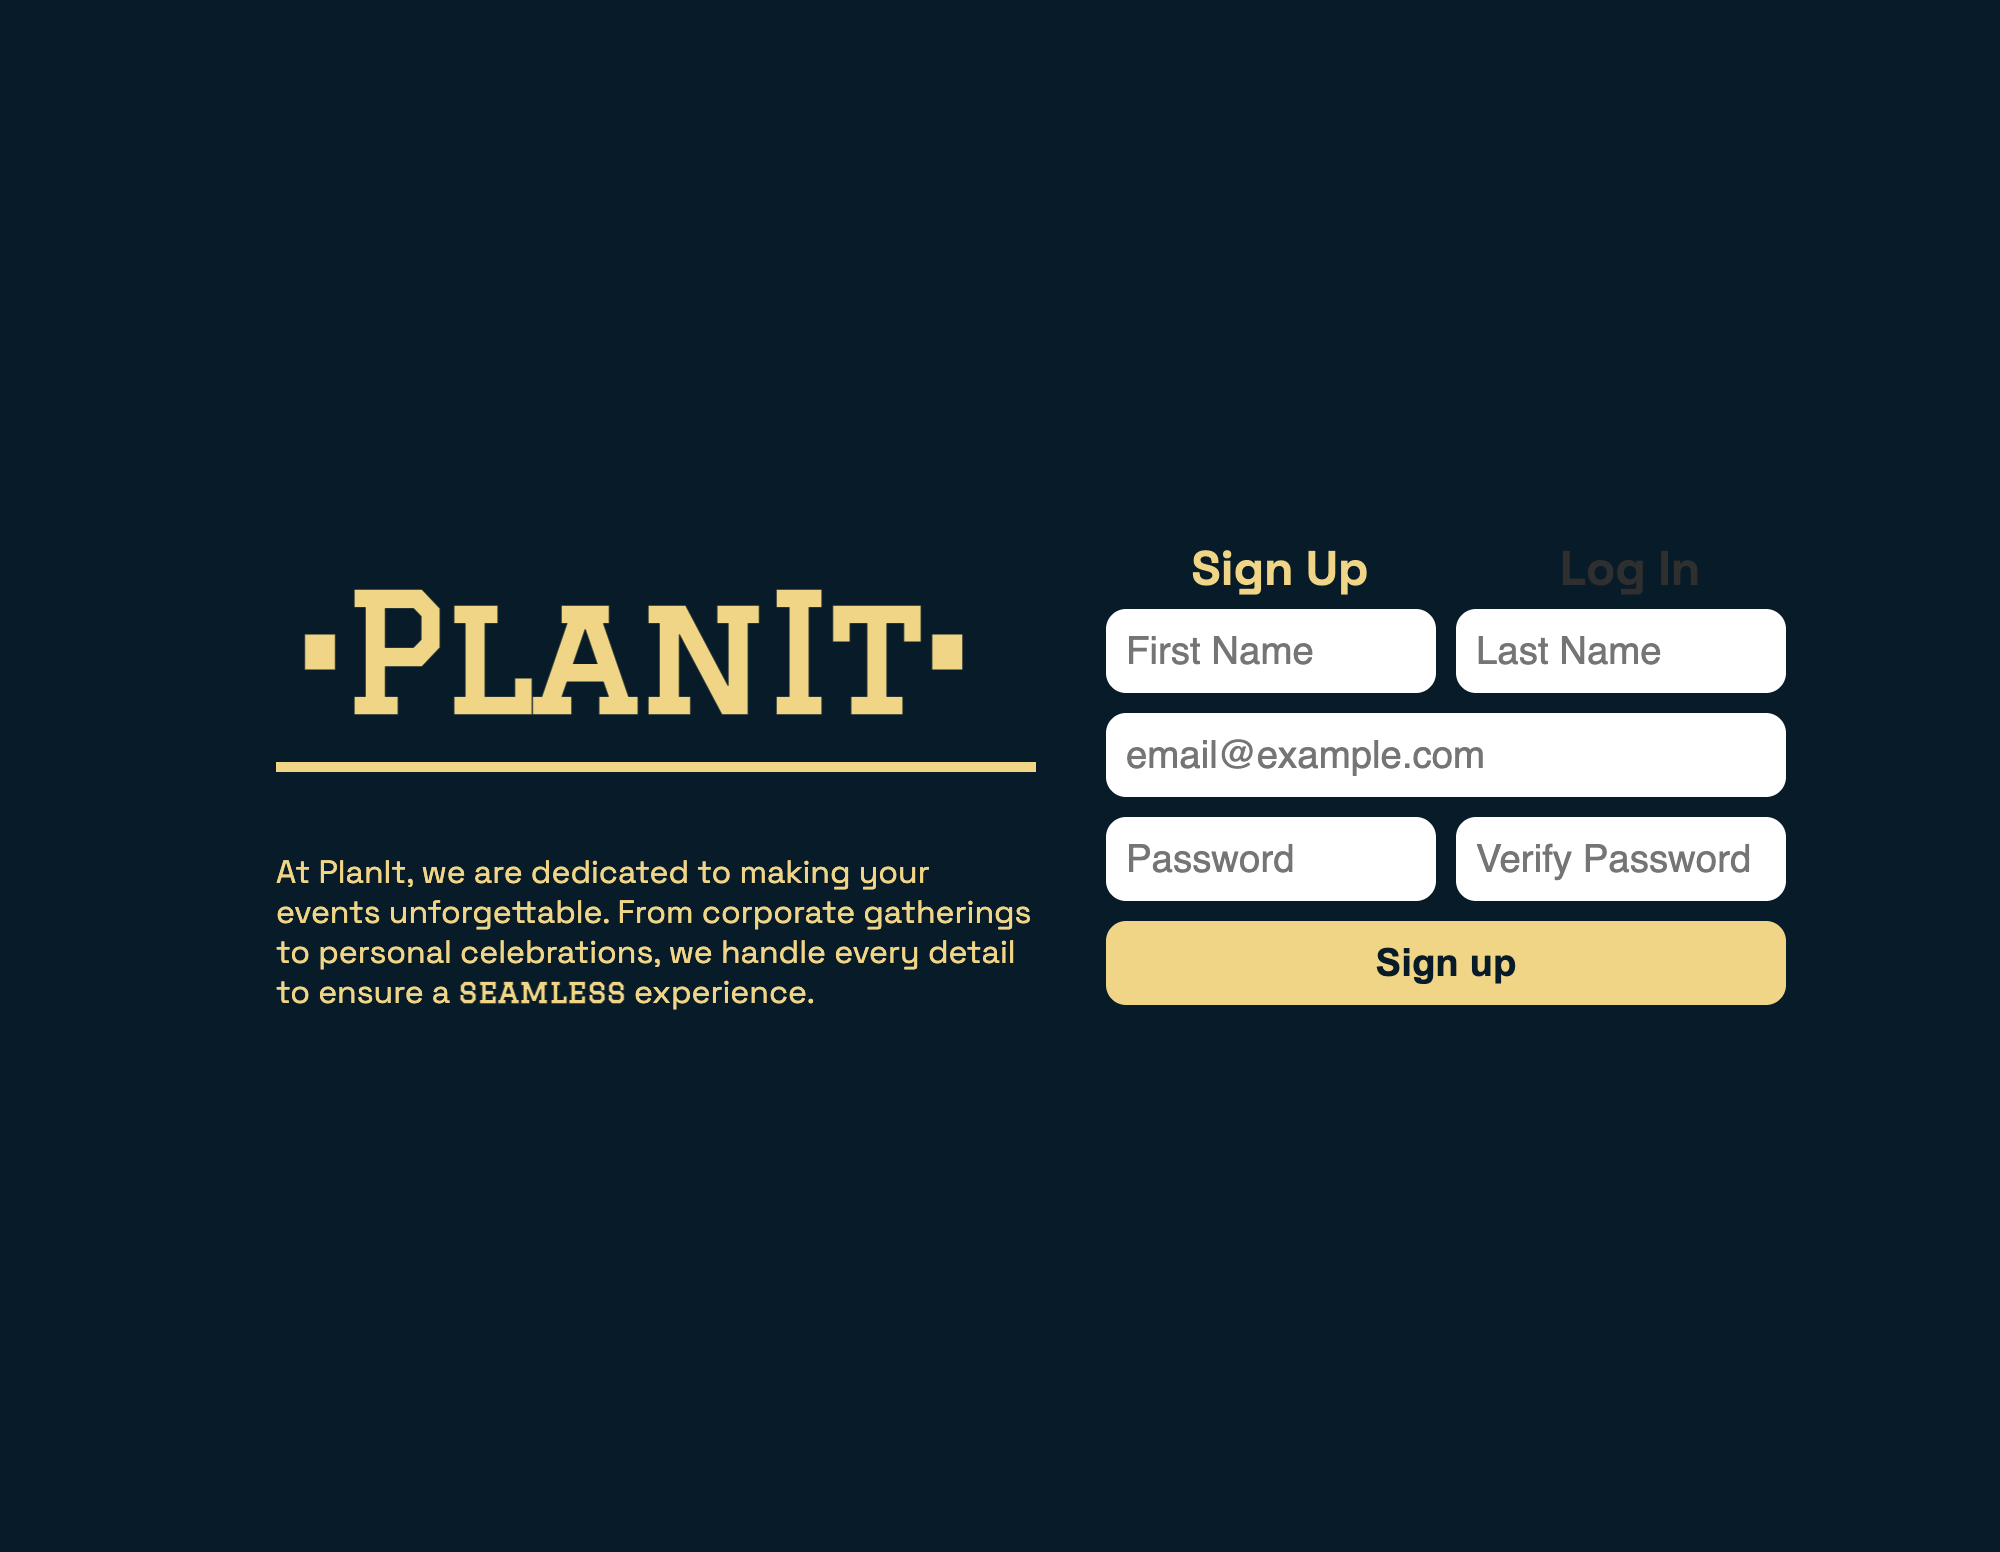 ·PLANIT·
At PlanIt, we are dedicated to making your
events unforgettable. From corporate gatherings
to personal celebrations, we handle every detail
to ensure a SEAMLESS experience.
Sign Up Log In
First Name Last Name
email@example.com
Password Verify Password
Sign up